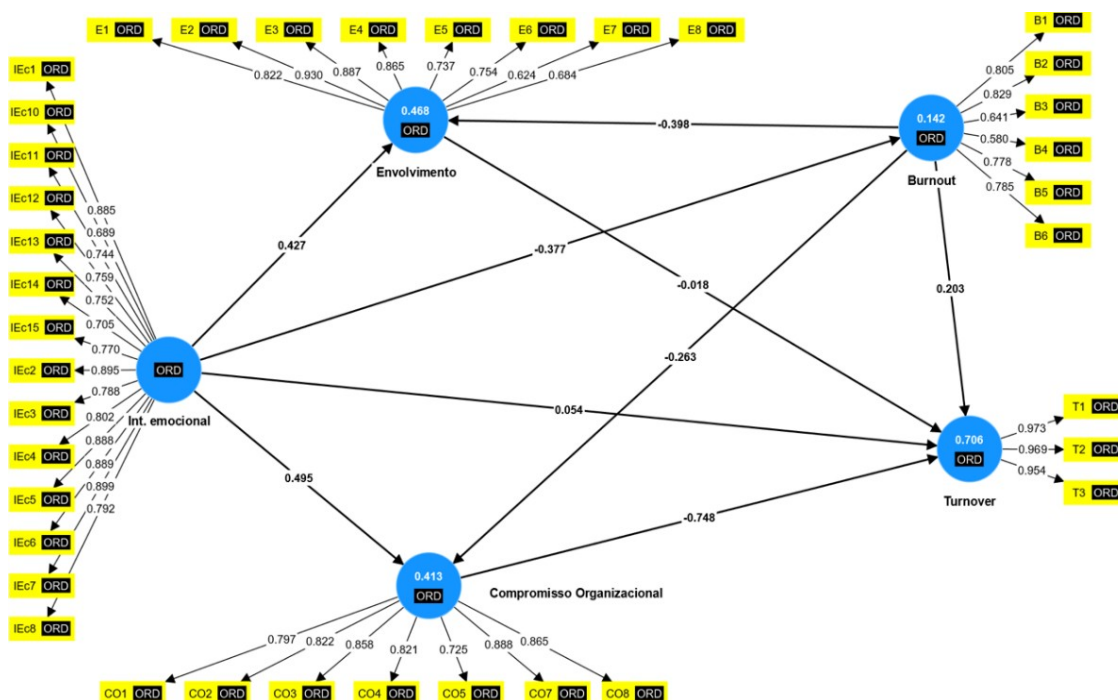 E1 ORD
E2 ORD
E3 ORD
E4 ORD
E5 ORD
E6 ORD
E7 ORD
E8 ORD
0.822
0.930
0.887
0.865
0.737
0.754
0.624
0.684
B1 ORD
B2 ORD
B3 ORD
B4 ORD
B5 ORD
B6 ORD
0.805
0.829
0.641
0.580
0.778
0.785
0.468
ORD
Envolvimento
0.142
ORD
Burnout
-0.398
IEc1 ORD
IEc10 ORD
IEc11 ORD
IEc12 ORD
IEc13 ORD
IEc14 ORD
IEc15 ORD
IEc2 ORD
IEc3 ORD
IEc4 ORD
IEc5 ORD
IEc6 ORD
IEc7 ORD
IEc8 ORD
0.885
0.689
0.744
0.759
0.752
0.705
0.770
0.895
0.788
0.802
0.888
0.889
0.899
0.792
ORD
Int. emocional
0.427
-0.377
-0.018
0.203
-0.263
0.054
0.495
-0.748
0.706
ORD
Turnover
0.973
0.969
0.954
T1 ORD
T2 ORD
T3 ORD
0.413
ORD
Compromisso Organizacional
0.797
0.822
0.858
0.821
0.725
0.888
0.865
CO1 ORD
CO2 ORD
CO3 ORD
CO4 ORD
CO5 ORD
CO7 ORD
CO8 ORD